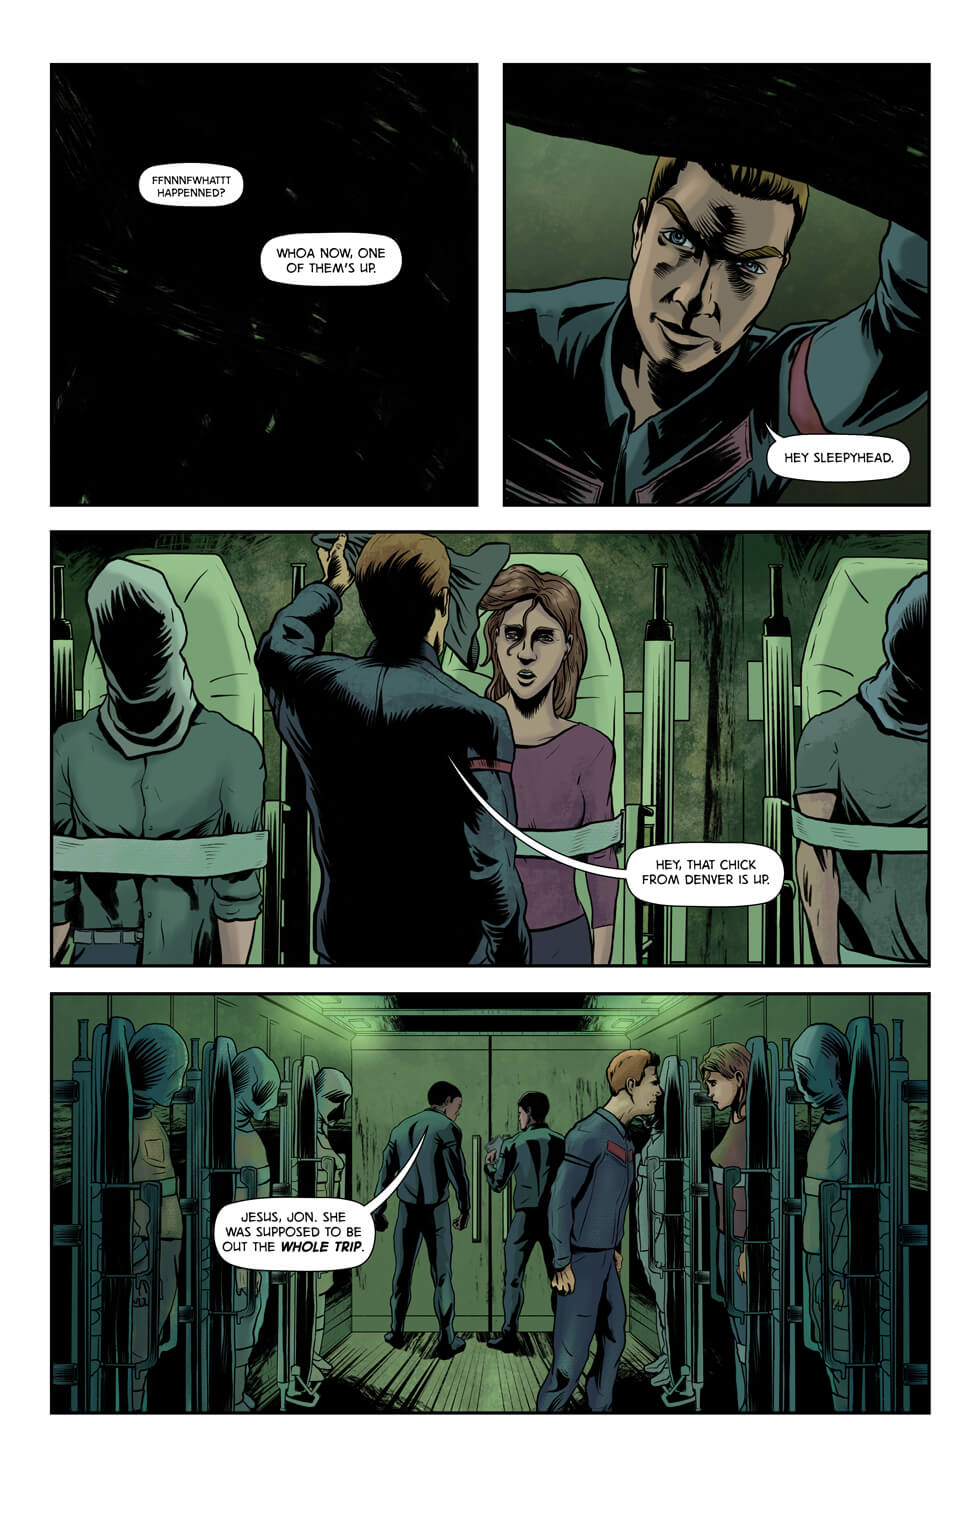 FFNNNFWHATTT
HAPPENNED?
WHOA NOW, ONE
OF THEM'S UP.
HEY SLEEPYHEAD.
HEY, THAT CHICK
FROM DENVER IS UP.
JESUS, JON. SHE
WAS SUPPOSED TO BE
OUT THE WHOLE TRIP.